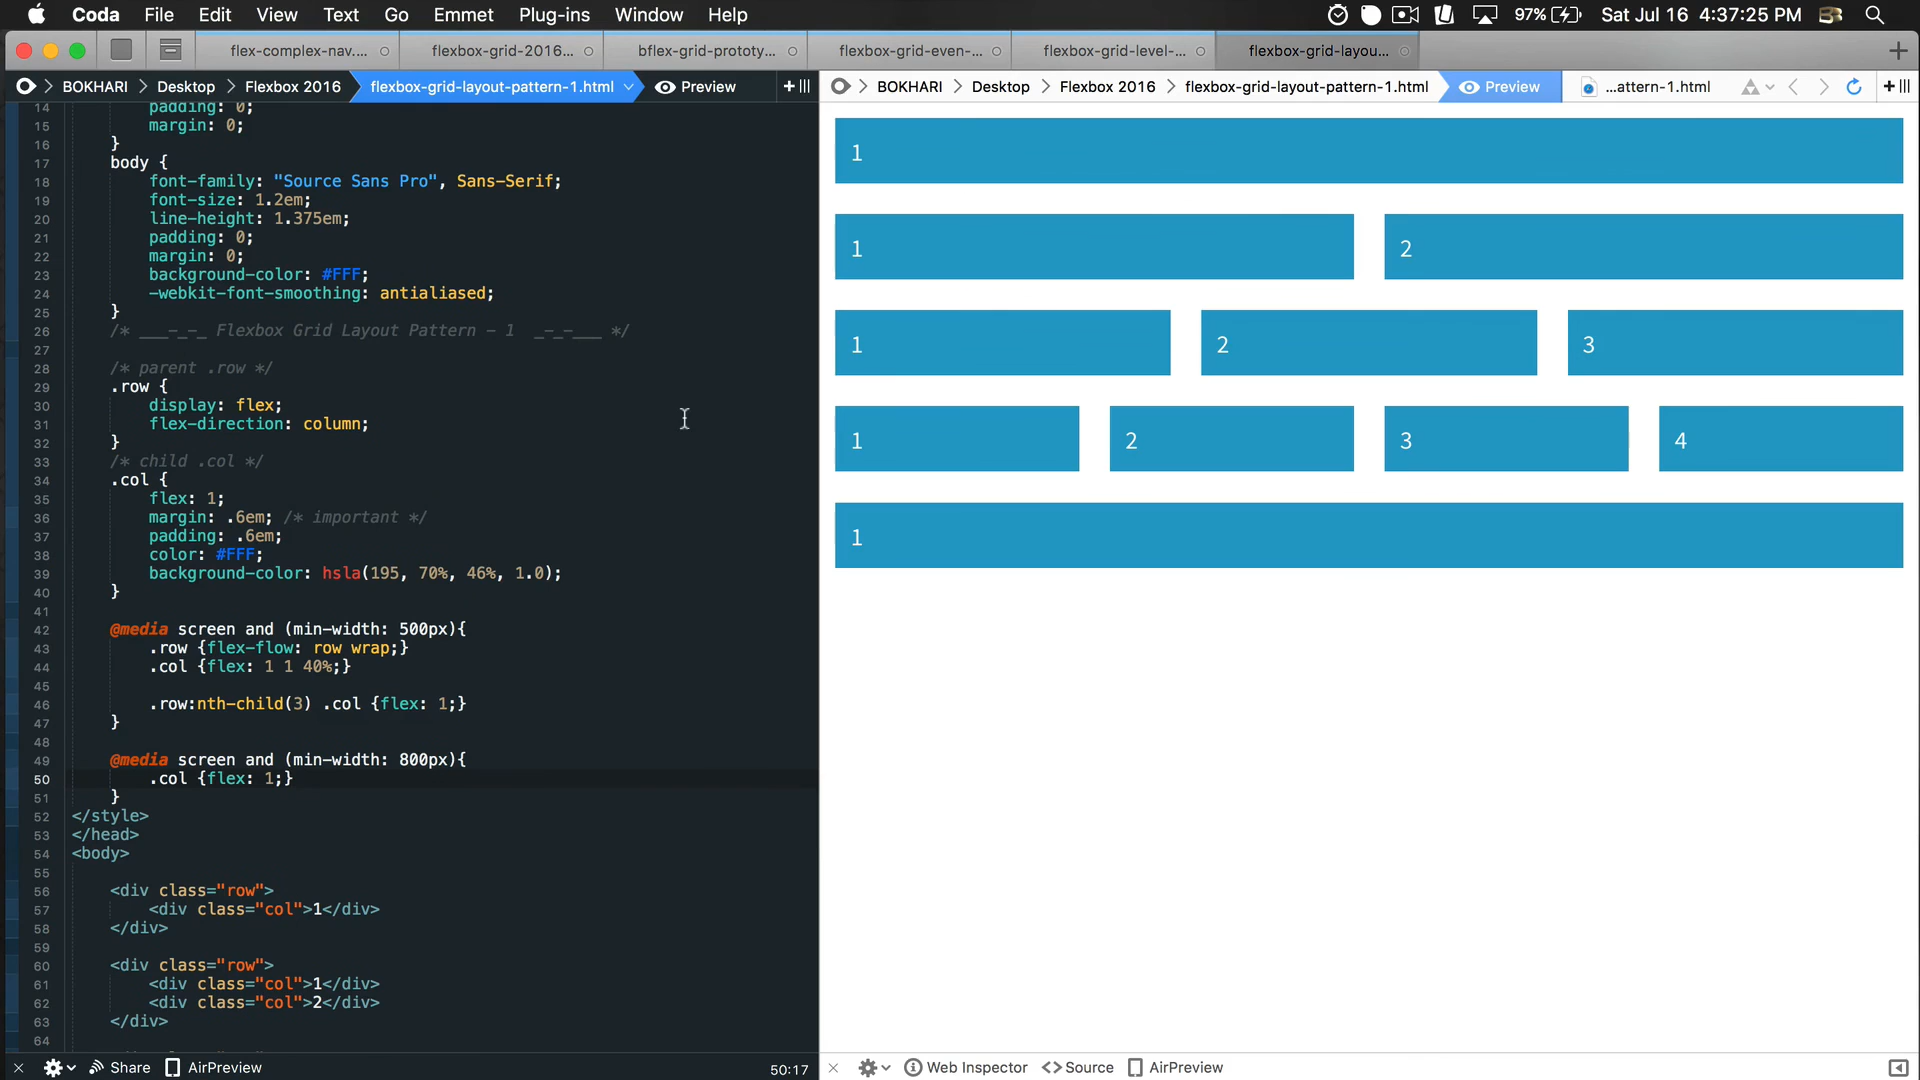 Coda File Edit View Text Go Emmet Plug-ins Window Help 97% Sat Jul 16 4:37:25 PM
flex-complex-nav.... flexbox-grid-2016... bflex-grid-prototy... flexbox-grid-even-... flexbox-grid-level-... flexbox-grid-layou...
BOKHARI Desktop Flexbox 2016 flexbox-grid-layout-pattern-1.html Preview
BOKHARI Desktop Flexbox 2016 flexbox-grid-layout-pattern-1.html Preview ...attern-1.html
14 padding: 0;
15 margin: 0;
16 }
17 body {
18 font-family: "Source Sans Pro", Sans-Serif;
19 font-size: 1.2em;
20 line-height: 1.375em;
21 padding: 0;
22 margin: 0;
23 background-color: #FFF;
24 -webkit-font-smoothing: antialiased;
25 }
26 /* ___-_-_ Flexbox Grid Layout Pattern - 1 _-_-___ */
27
28 /* parent .row */
29 .row {
30 display: flex;
31 flex-direction: column;
32 }
33 /* child .col */
34 .col {
35 flex: 1;
36 margin: .6em; /* important */
37 padding: .6em;
38 color: #FFF;
39 background-color: hsla(195, 70%, 46%, 1.0);
40 }
41
42 @media screen and (min-width: 500px){
43 .row {flex-flow: row wrap;}
44 .col {flex: 1 1 40%;}
45
46 .row:nth-child(3) .col {flex: 1;}
47 }
48
49 @media screen and (min-width: 800px){
50 .col {flex: 1;}
51 }
52 </style>
53 </head>
54 <body>
55
56 <div class="row">
57 <div class="col">1</div>
58 </div>
59
60 <div class="row">
61 <div class="col">1</div>
62 <div class="col">2</div>
63 </div>
64
Share AirPreview 50:17
1
1 2
1 2 3
1 2 3 4
1
Web Inspector Source AirPreview